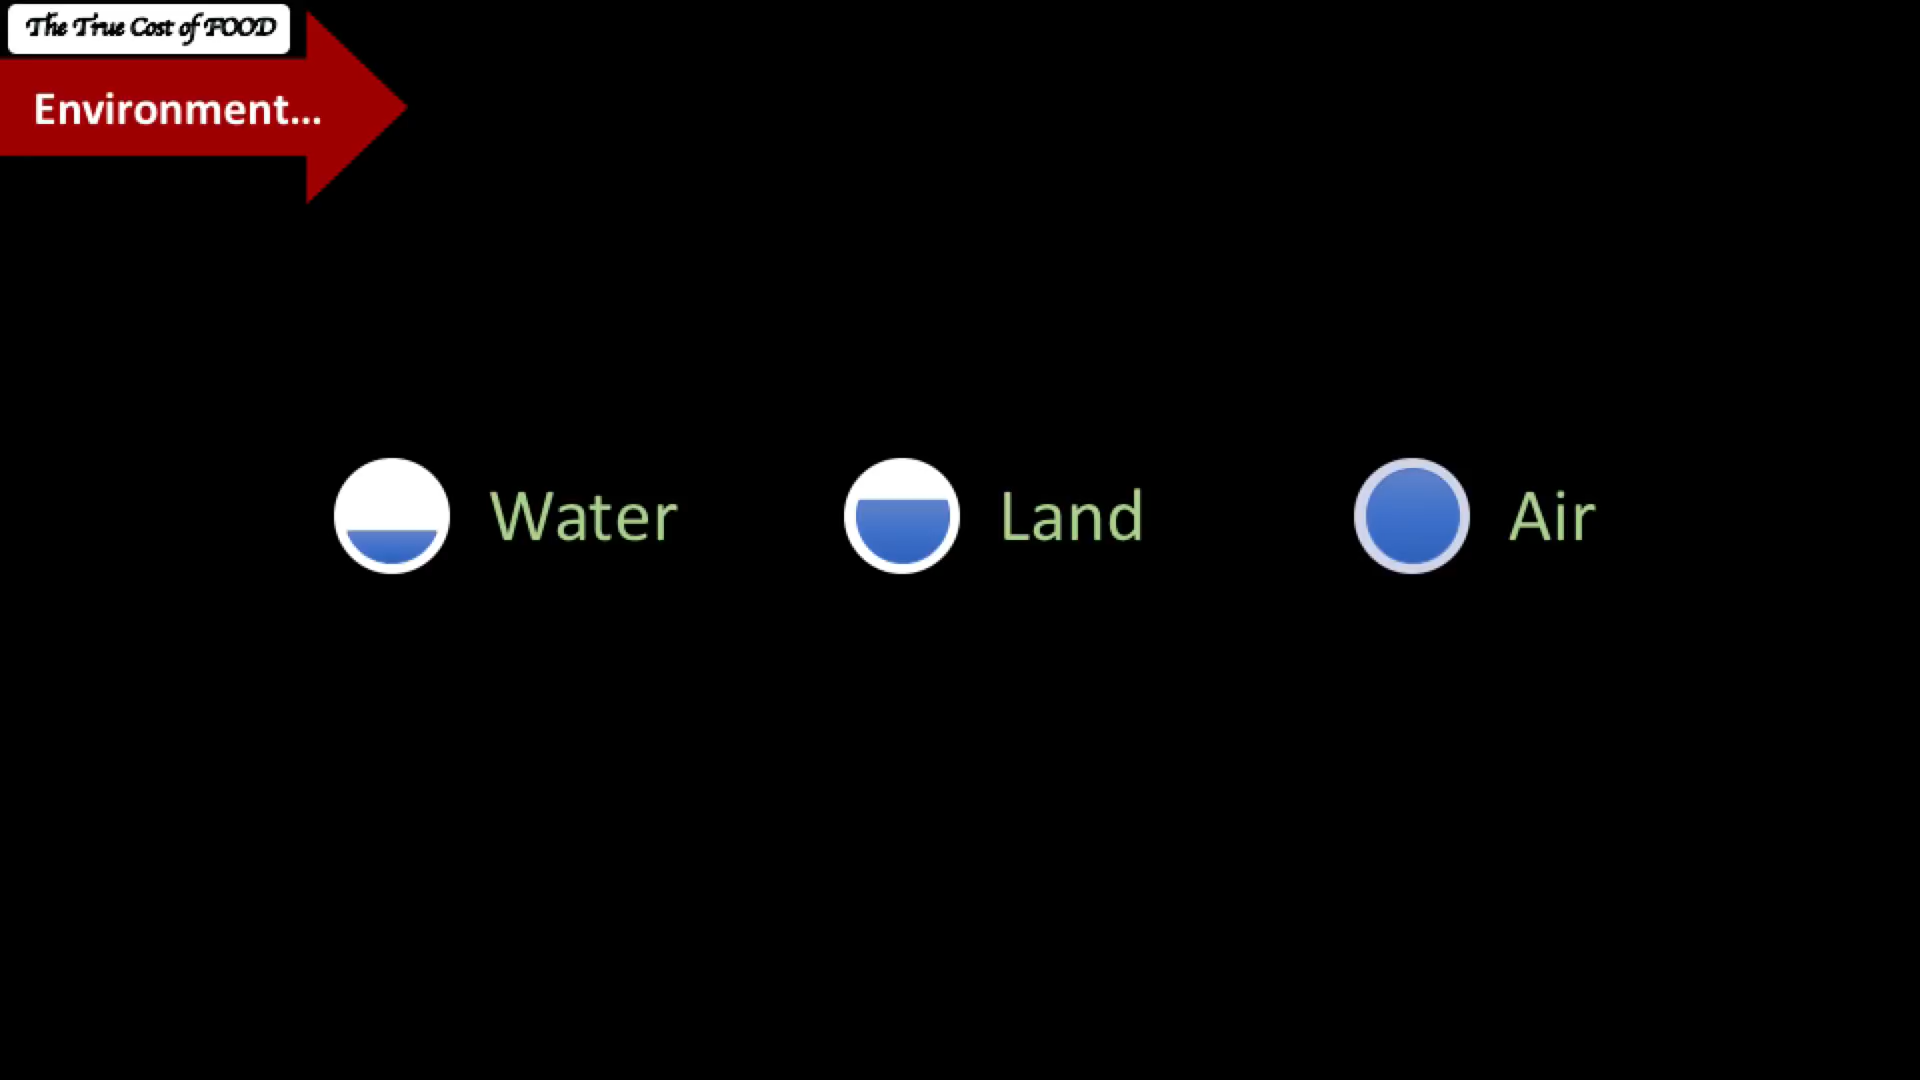 The True Cost of FOOD
Environment...
Water
Land
Air